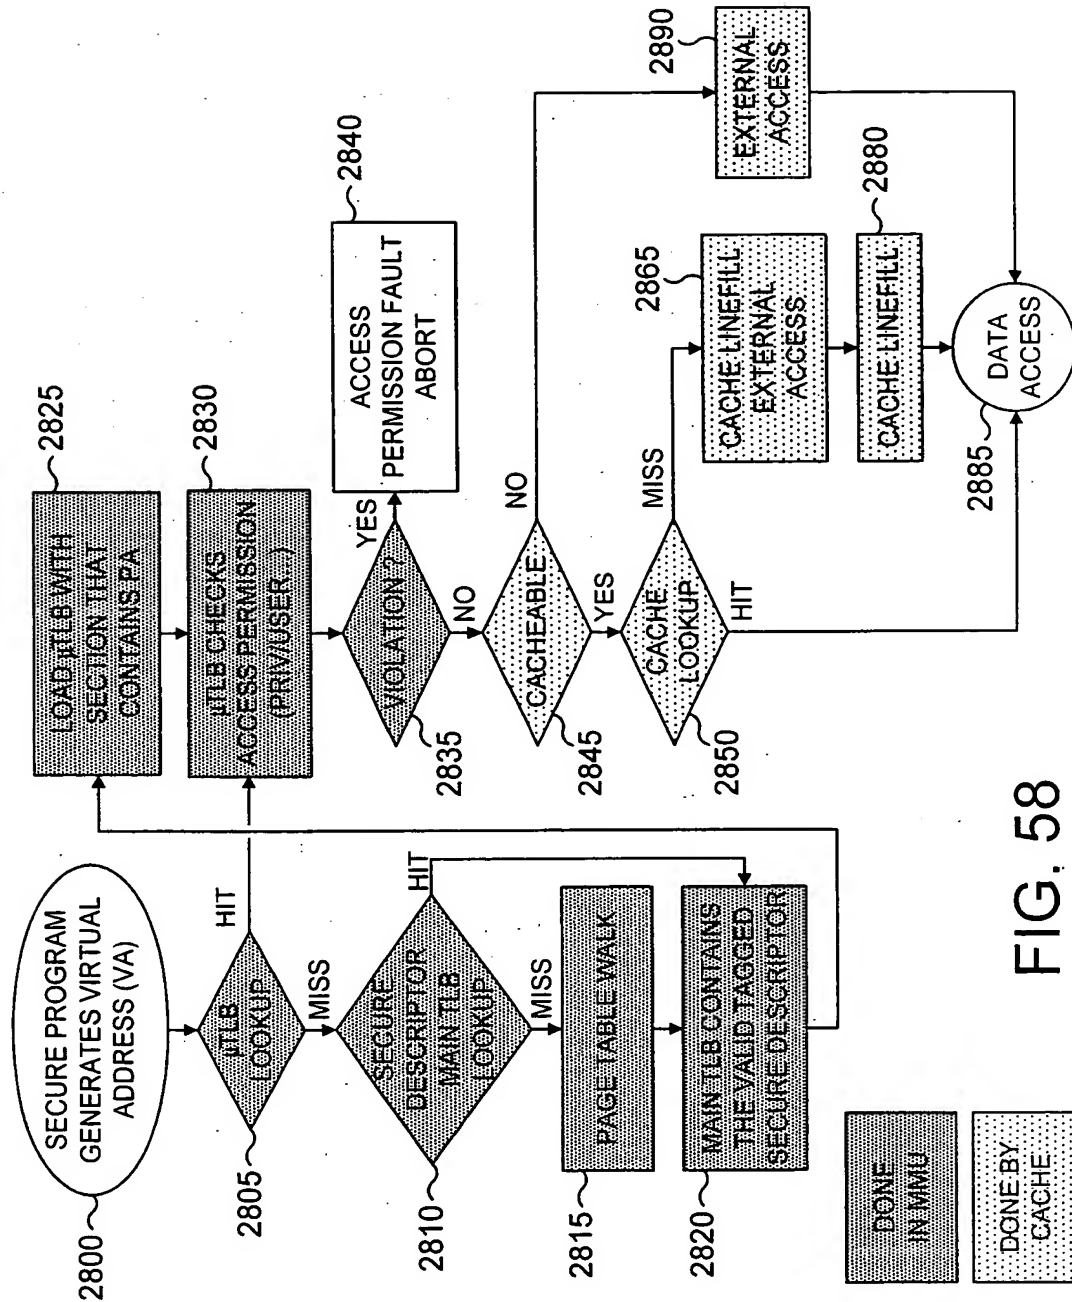 2800
SECURE PROGRAM
GENERATES VIRTUAL
ADDRESS (VA)
2805
µTLB
LOOKUP
HIT
MISS
2810
SECURE
DESCRIPTOR
MAIN TLB
LOOKUP
HIT
MISS
2815
PAGE TABLE WALK
2820
MAIN TLB CONTAINS
THE VALID TAGGED
SECURE DESCRIPTOR
2825
LOAD µTLB WITH
SECTION THAT
CONTAINS PA
2830
µTLB CHECKS
ACCESS PERMISSION
(PRIV/USER...)
2835
VIOLATION ?
YES
NO
2840
ACCESS
PERMISSION FAULT
ABORT
2845
CACHEABLE
NO
YES
2850
CACHE
LOOKUP
MISS
HIT
2865
CACHE LINEFILL
EXTERNAL
ACCESS
2880
CACHE LINEFILL
2890
EXTERNAL
ACCESS
2885
DATA
ACCESS
DONE
IN MMU
DONE BY
CACHE
FIG. 58